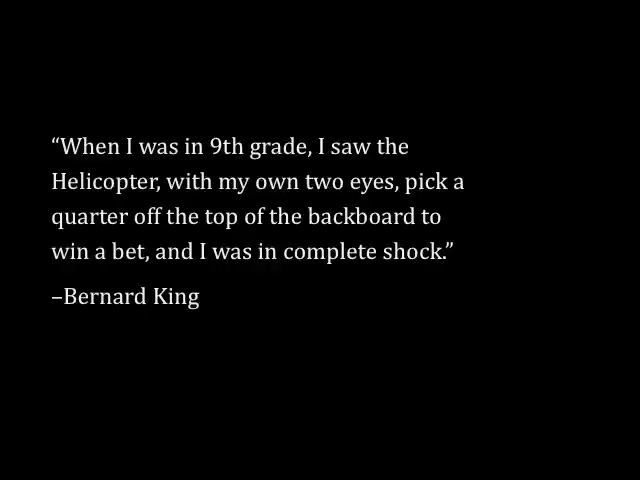 “When I was in 9th grade, I saw the
Helicopter, with my own two eyes, pick a
quarter off the top of the backboard to
win a bet, and I was in complete shock.”
–Bernard King